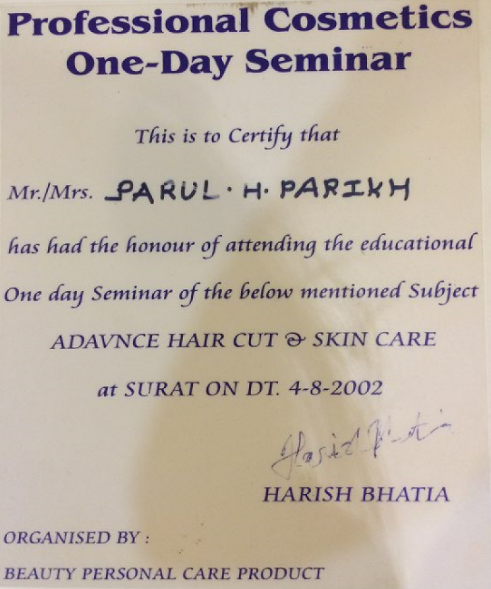 Professional Cosmetics
One-Day Seminar
This is to Certify that
Mr./Mrs. PARUL. H. PARIKH
has had the honour of attending the educational
One day Seminar of the below mentioned Subject
ADAVNCE HAIR CUT & SKIN CARE
at SURAT ON DT. 4-8-2002
HARISH BHATIA
ORGANISED BY :
BEAUTY PERSONAL CARE PRODUCT